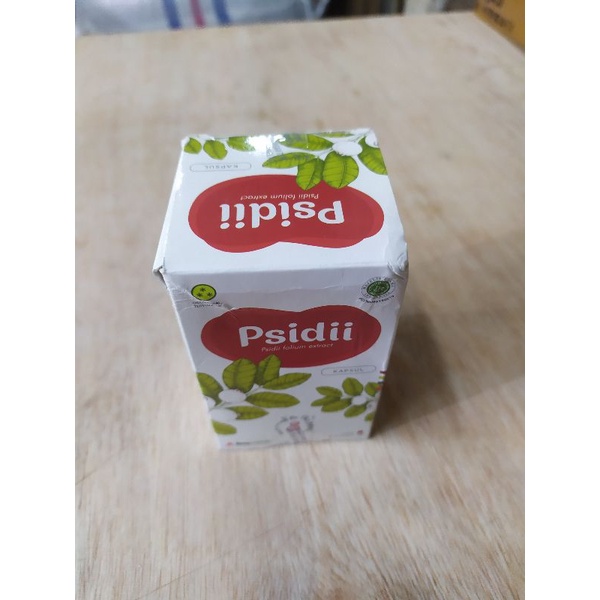 KAPSUL
Psidii
Psidii folium extract
Psidii
Psidii folium extract
KAPSUL